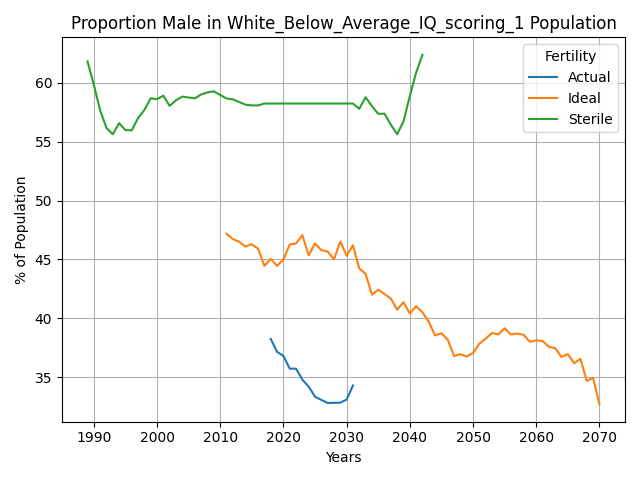 Proportion Male in White_Below_Average_IQ_scoring_1 Population
Fertility
Actual
Ideal
Sterile
% of Population
60
55
50
45
40
35
1990 2000 2010 2020 2030 2040 2050 2060 2070
Years